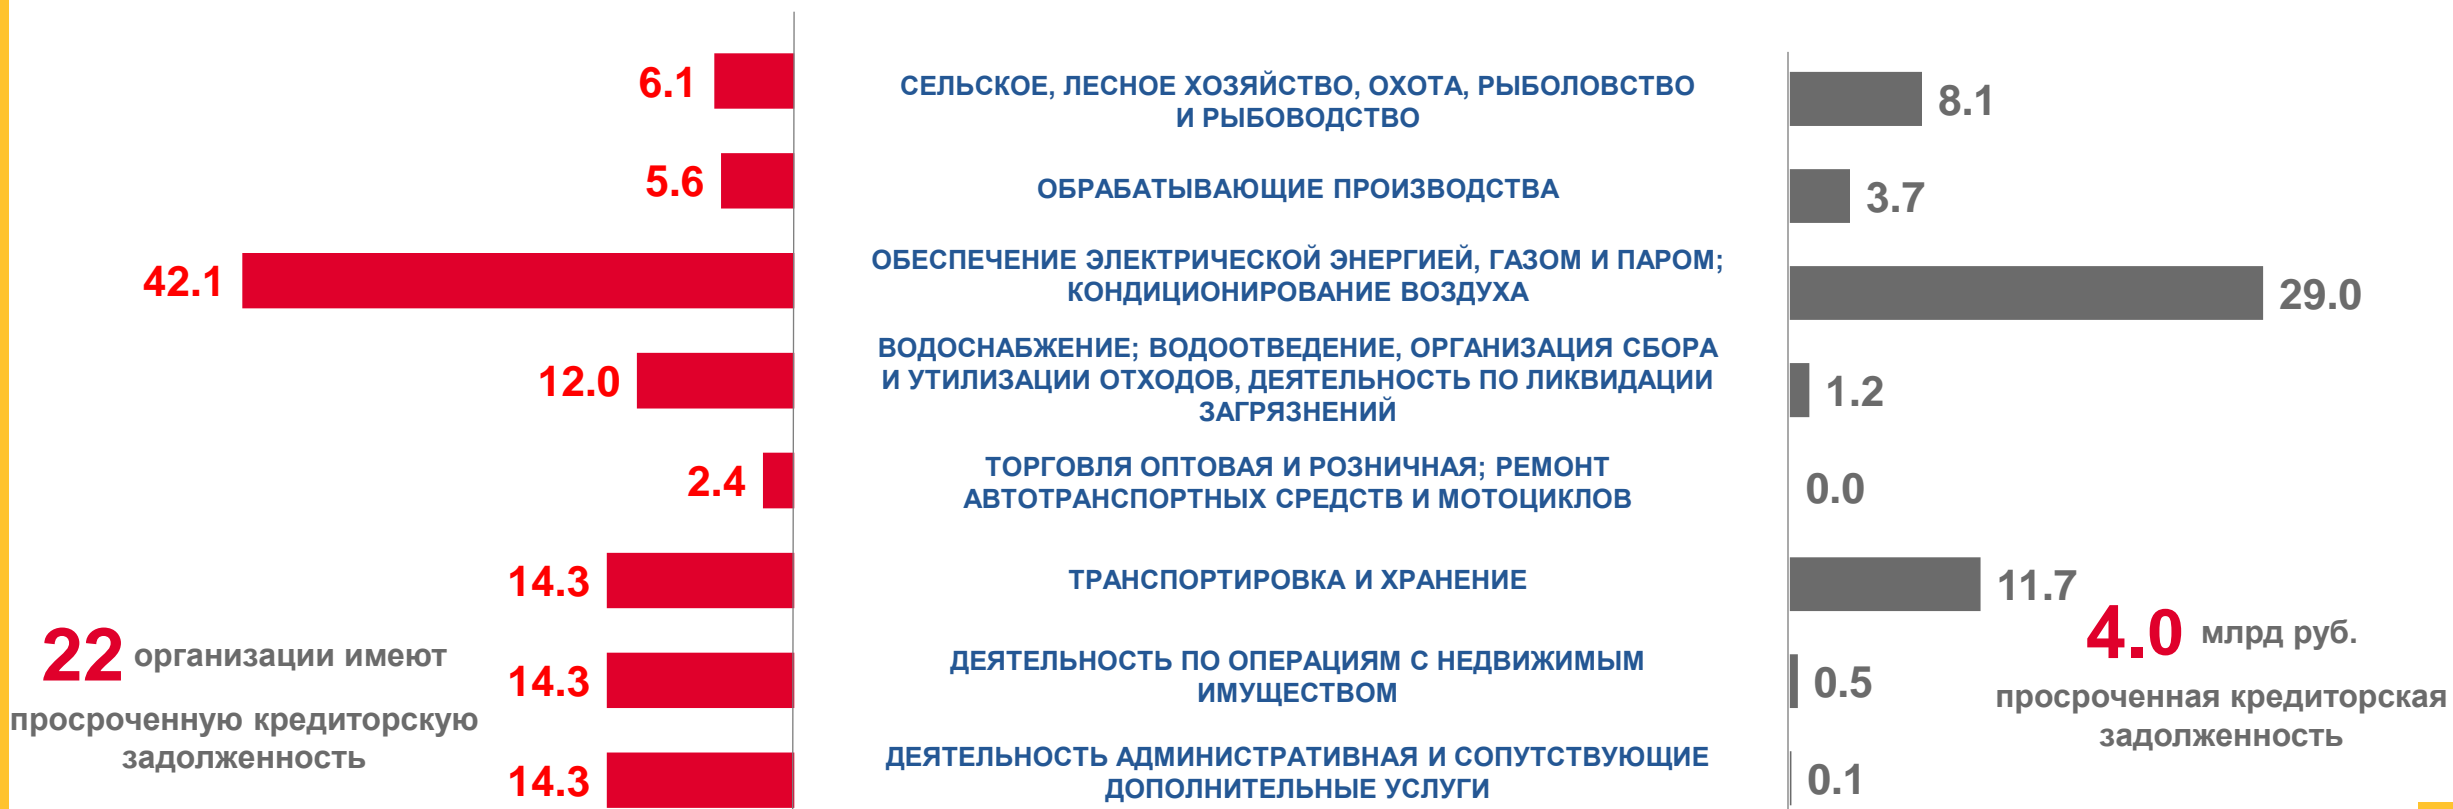 6.1
СЕЛЬСКОЕ, ЛЕСНОЕ ХОЗЯЙСТВО, ОХОТА, РЫБОЛОВСТВО
И РЫБОВОДСТВО
8.1
5.6
ОБРАБАТЫВАЮЩИЕ ПРОИЗВОДСТВА
3.7
42.1
ОБЕСПЕЧЕНИЕ ЭЛЕКТРИЧЕСКОЙ ЭНЕРГИЕЙ, ГАЗОМ И ПАРОМ;
КОНДИЦИОНИРОВАНИЕ ВОЗДУХА
29.0
12.0
ВОДОСНАБЖЕНИЕ; ВОДООТВЕДЕНИЕ, ОРГАНИЗАЦИЯ СБОРА
И УТИЛИЗАЦИИ ОТХОДОВ, ДЕЯТЕЛЬНОСТЬ ПО ЛИКВИДАЦИИ
ЗАГРЯЗНЕНИЙ
1.2
2.4
ТОРГОВЛЯ ОПТОВАЯ И РОЗНИЧНАЯ; РЕМОНТ
АВТОТРАНСПОРТНЫХ СРЕДСТВ И МОТОЦИКЛОВ
0.0
14.3
ТРАНСПОРТИРОВКА И ХРАНЕНИЕ
11.7
14.3
ДЕЯТЕЛЬНОСТЬ ПО ОПЕРАЦИЯМ С НЕДВИЖИМЫМ
ИМУЩЕСТВОМ
0.5
14.3
ДЕЯТЕЛЬНОСТЬ АДМИНИСТРАТИВНАЯ И СОПУТСТВУЮЩИЕ
ДОПОЛНИТЕЛЬНЫЕ УСЛУГИ
0.1
22 организации имеют
просроченную кредиторскую
задолженность
4.0 млрд руб.
просроченная кредиторская
задолженность